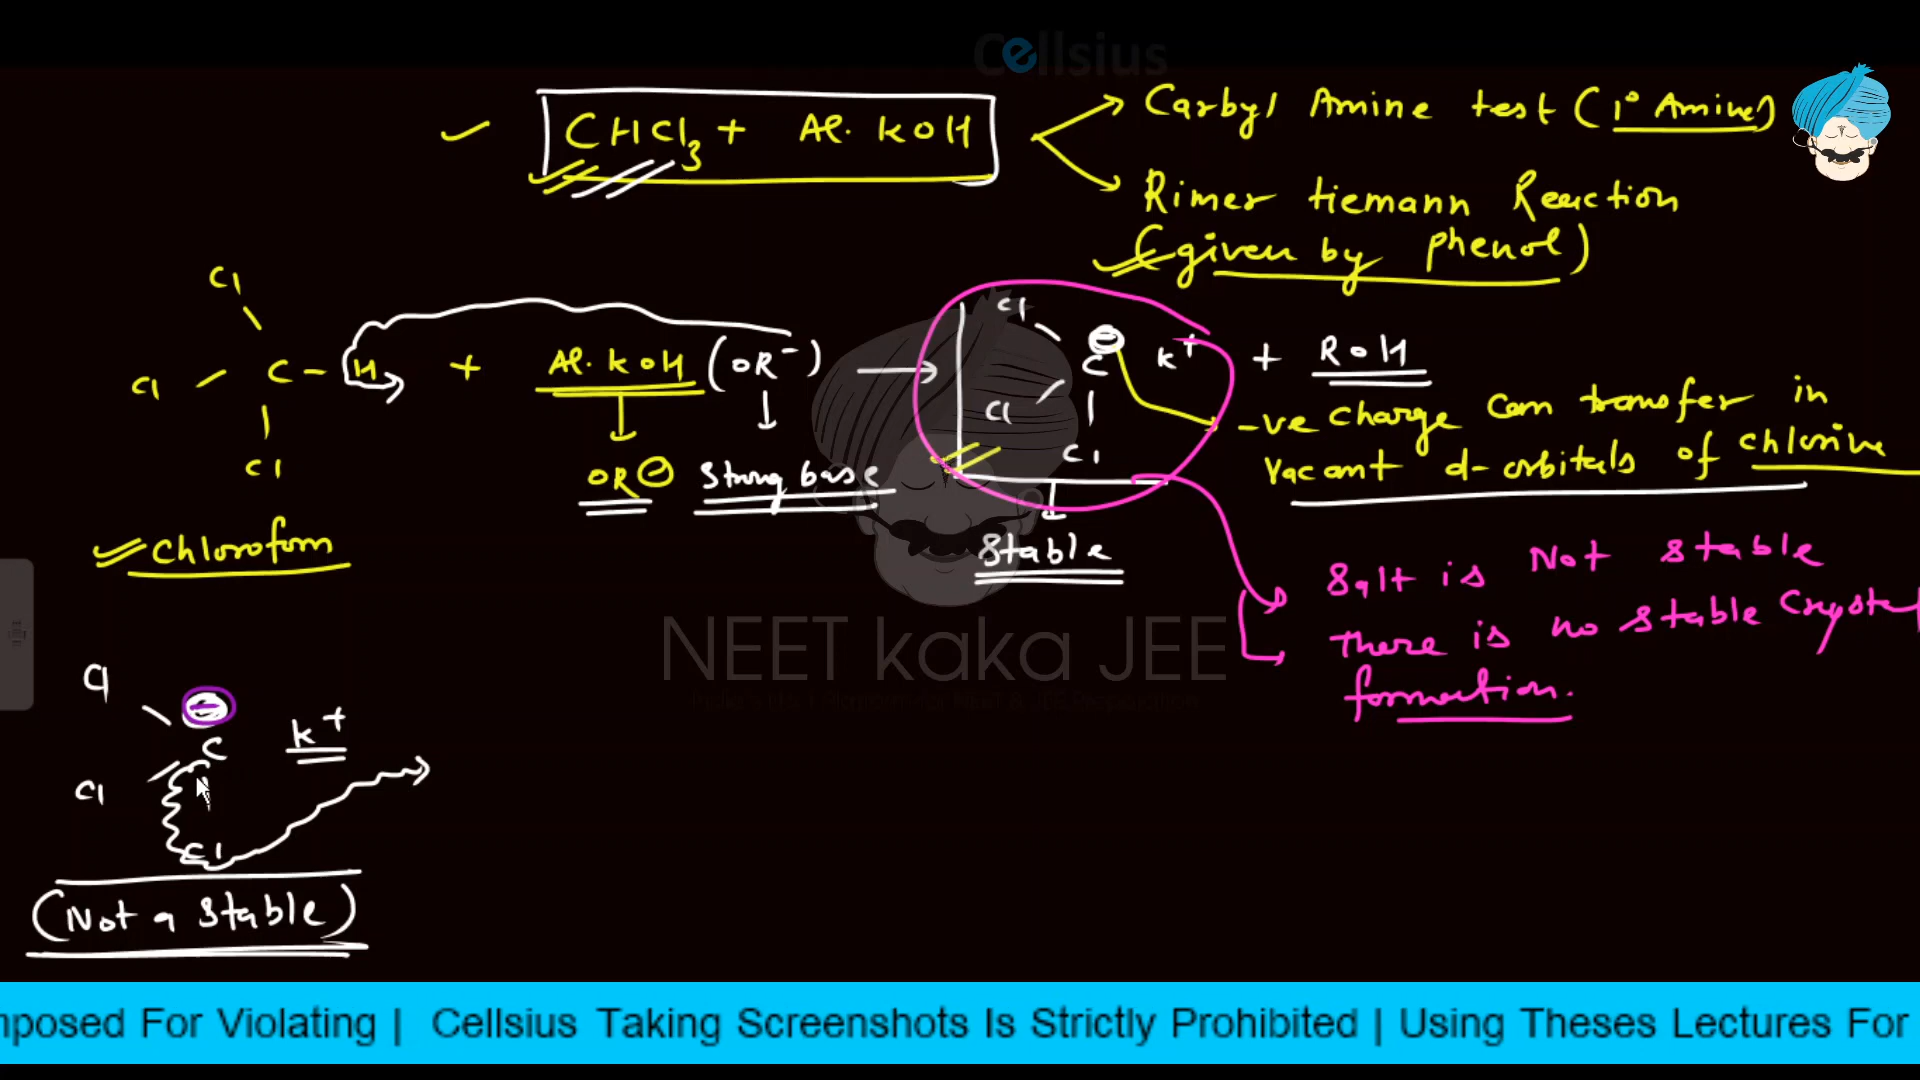 Cellsius
CHCl3 + Al. KOH
Carbyl Amine test (1° Amine)
Rimer tiemann Reaction
(given by phenol)
Cl
Cl - C - H + Al. KOH (OR-) → Cl C⊖ K+ + ROH
Cl
Cl
Cl
OR⊖ Strong base
-ve charge can transfer in
vacant d-orbitals of chlorine
Chloroform
Stable
Salt is Not stable
There is no stable Crystal
formation.
NEET kaka JEE
Cl
⊖
C K+
Cl
Cl
(Not a stable)
mposed For Violating | Cellsius Taking Screenshots Is Strictly Prohibited | Using Theses Lectures For